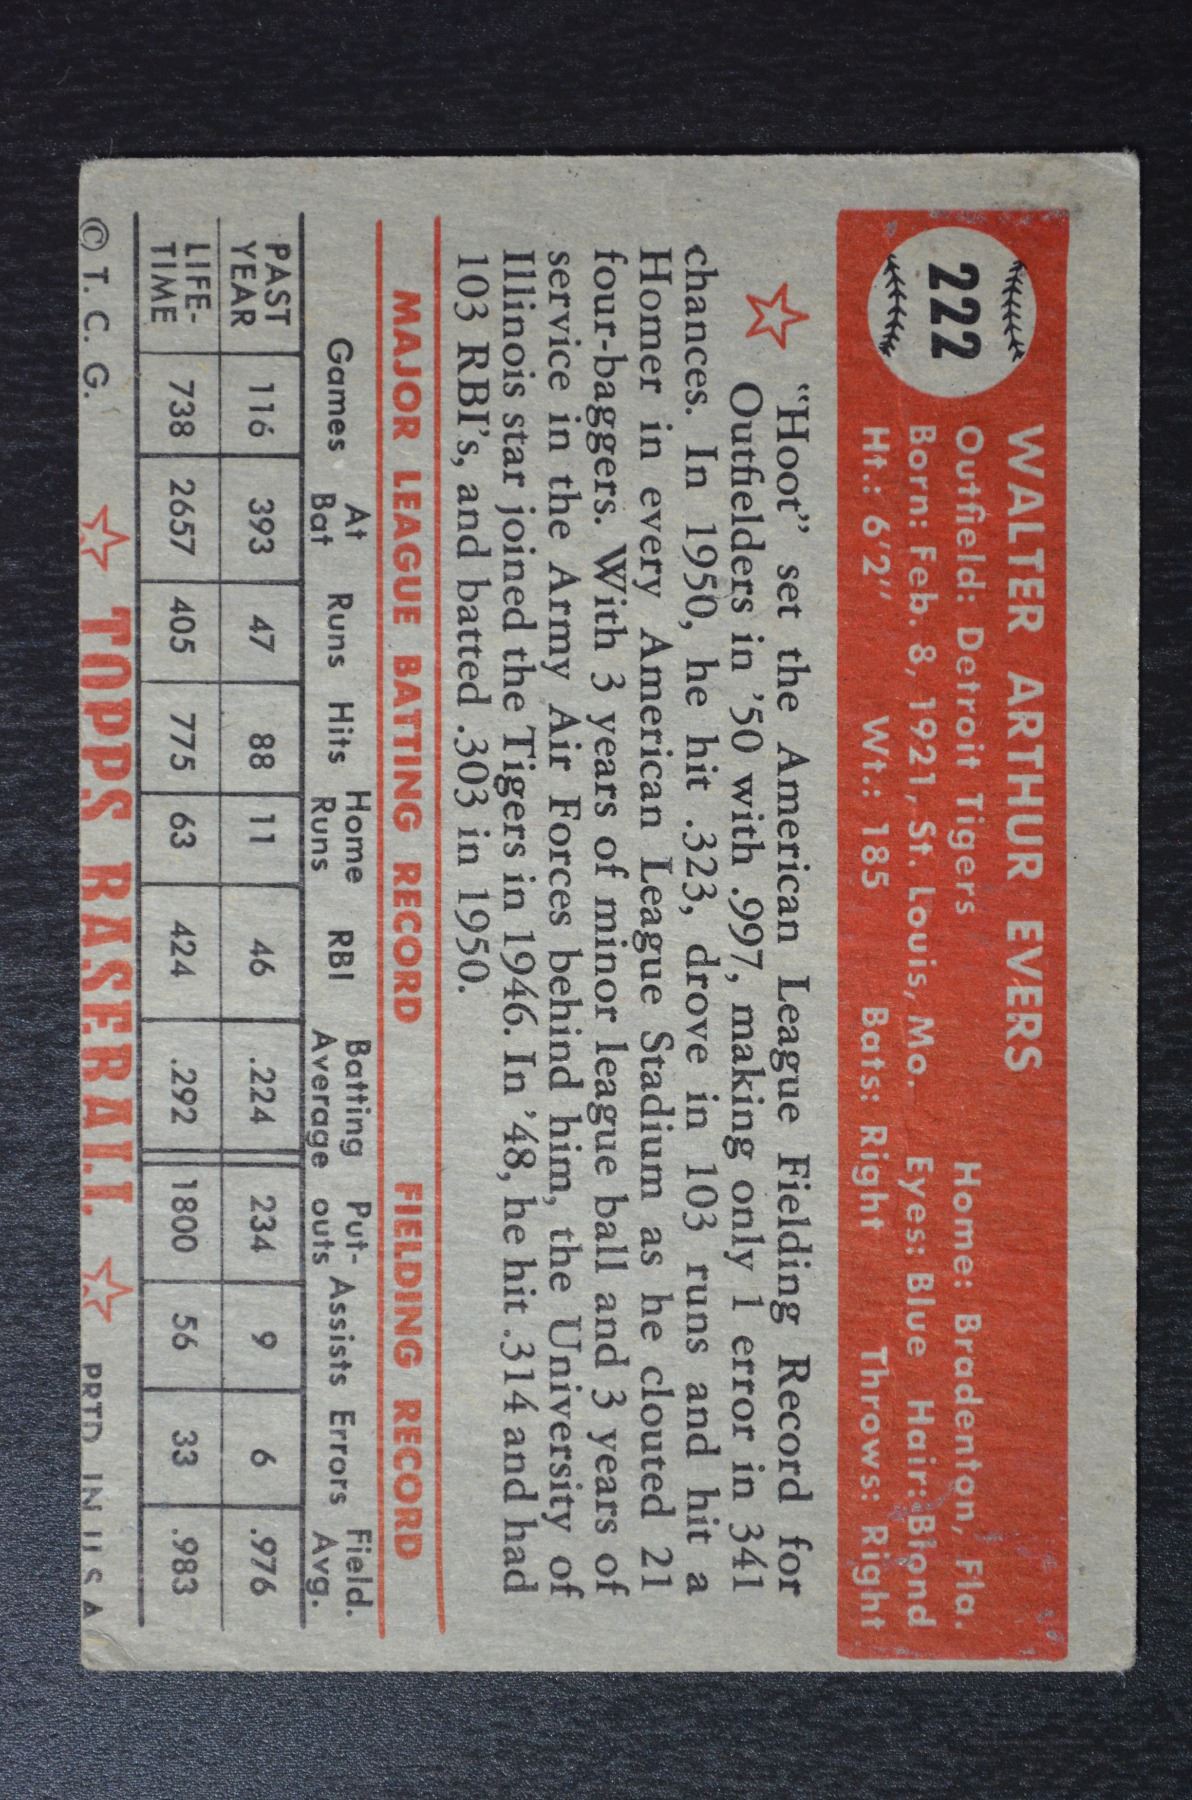 222
WALTER ARTHUR EVERS
Outfield: Detroit Tigers Home: Bradenton, Fla.
Born: Feb. 8, 1921, St. Louis, Mo. Eyes: Blue Hair: Blond
Ht.: 6'2" Wt.: 185 Bats: Right Throws: Right
"Hoot" set the American League Fielding Record for
Outfielders in '50 with .997, making only 1 error in 341
chances. In 1950, he hit .323, drove in 103 runs and hit a
Homer in every American League Stadium as he clouted 21
four-baggers. With 3 years of minor league ball and 3 years of
service in the Army Air Forces behind him, the University of
Illinois star joined the Tigers in 1946. In '48, he hit .314 and had
103 RBI's, and batted .303 in 1950.
MAJOR LEAGUE BATTING RECORD FIELDING RECORD
Games At Bat Runs Hits Home Runs RBI Batting Average Put-outs Assists Errors Field. Avg.
PAST YEAR 116 393 47 88 11 46 .224 234 9 6 .976
LIFE-TIME 738 2657 405 775 63 424 .292 1800 56 33 .983
© T. C. G. TOPPS BASEBALL PRTD IN U S A